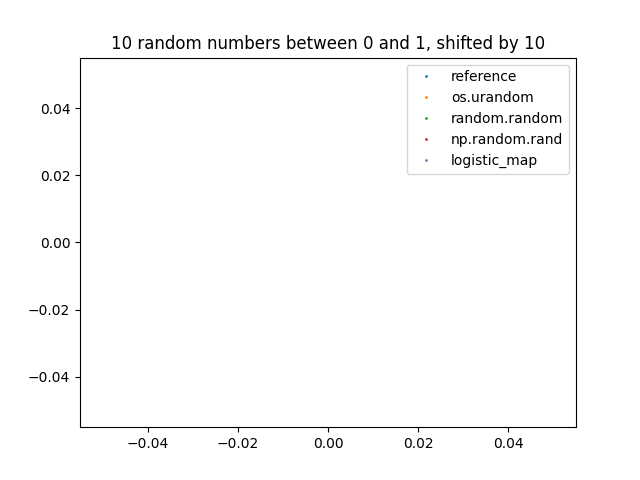 10 random numbers between 0 and 1, shifted by 10
reference
os.urandom
random.random
np.random.rand
logistic_map
0.04
0.02
0.00
−0.02
−0.04
−0.04
−0.02
0.00
0.02
0.04